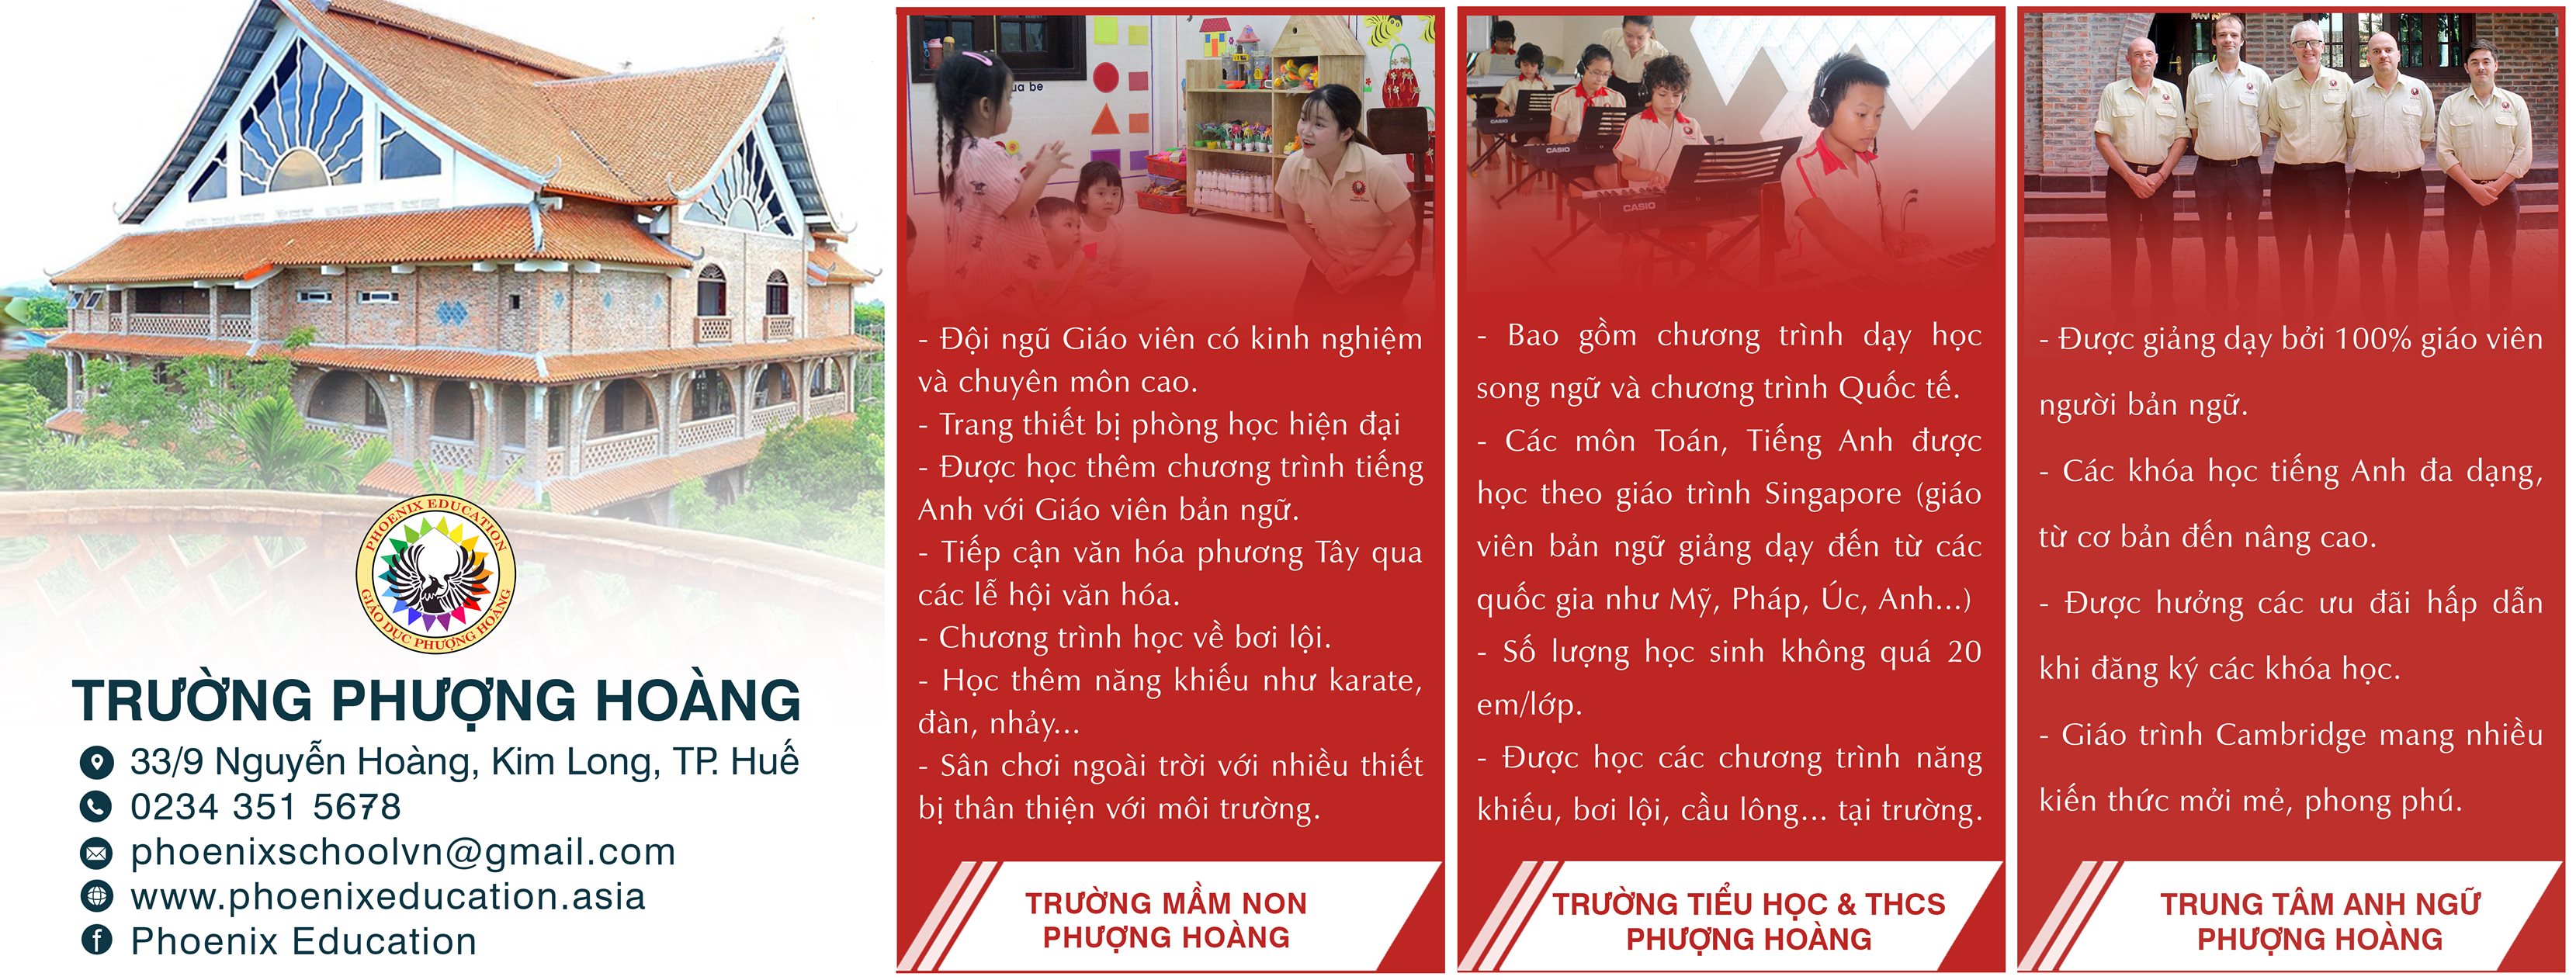 PHOENIX EDUCATION
GIÁO DỤC PHƯỢNG HOÀNG
TRƯỜNG PHƯỢNG HOÀNG
33/9 Nguyễn Hoàng, Kim Long, TP. Huế
0234 351 5678
phoenixschoolvn@gmail.com
www.phoenixeducation.asia
Phoenix Education
- Đội ngũ Giáo viên có kinh nghiệm
và chuyên môn cao.
- Trang thiết bị phòng học hiện đại
- Được học thêm chương trình tiếng
Anh với Giáo viên bản ngữ.
- Tiếp cận văn hóa phương Tây qua
các lễ hội văn hóa.
- Chương trình học về bơi lội.
- Học thêm năng khiếu như karate,
đàn, nhảy...
- Sân chơi ngoài trời với nhiều thiết
bị thân thiện với môi trường.
TRƯỜNG MẦM NON
PHƯỢNG HOÀNG
CASIO
CASIO
CASIO
- Bao gồm chương trình dạy học
song ngữ và chương trình Quốc tế.
- Các môn Toán, Tiếng Anh được
học theo giáo trình Singapore (giáo
viên bản ngữ giảng dạy đến từ các
quốc gia như Mỹ, Pháp, Úc, Anh...)
- Số lượng học sinh không quá 20
em/lớp.
- Được học các chương trình năng
khiếu, bơi lội, cầu lông... tại trường.
TRƯỜNG TIỂU HỌC & THCS
PHƯỢNG HOÀNG
- Được giảng dạy bởi 100% giáo viên
người bản ngữ.
- Các khóa học tiếng Anh đa dạng,
từ cơ bản đến nâng cao.
- Được hưởng các ưu đãi hấp dẫn
khi đăng ký các khóa học.
- Giáo trình Cambridge mang nhiều
kiến thức mởi mẻ, phong phú.
TRUNG TÂM ANH NGỮ
PHƯỢNG HOÀNG